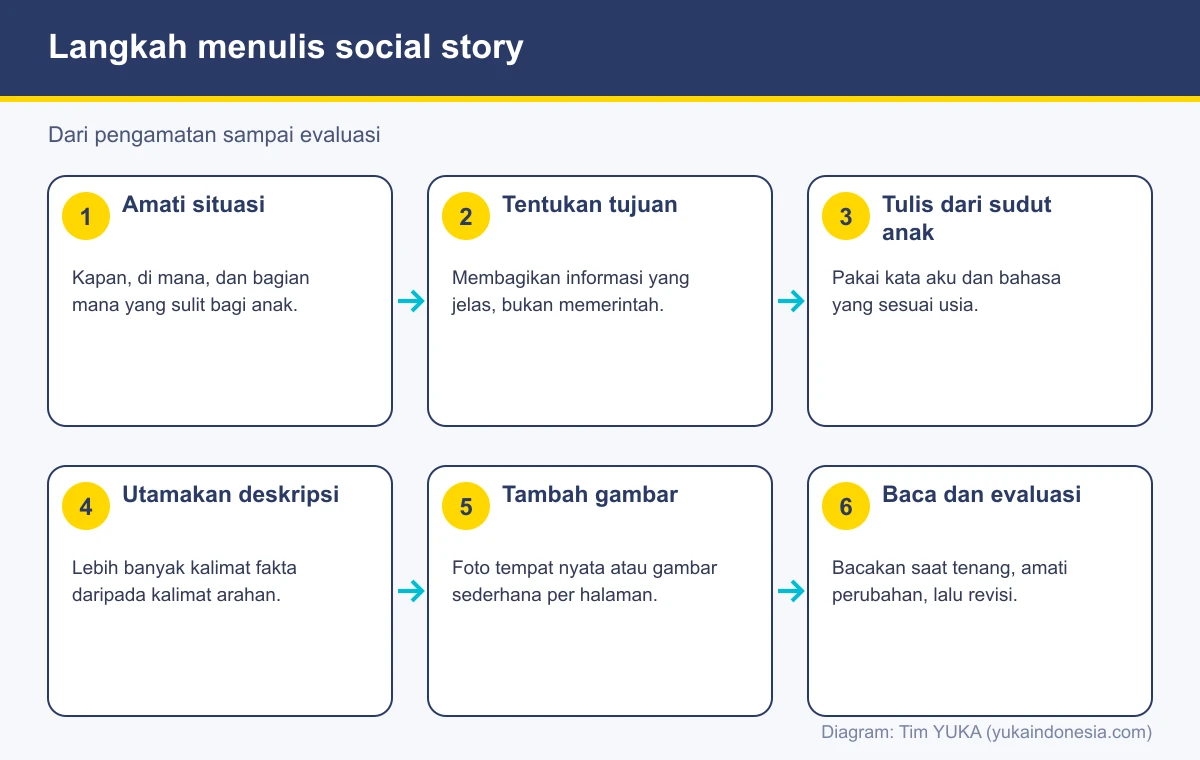 Langkah menulis social story
Dari pengamatan sampai evaluasi
1
Amati situasi
Kapan, di mana, dan bagian
mana yang sulit bagi anak.
2
Tentukan tujuan
Membagikan informasi yang
jelas, bukan memerintah.
3
Tulis dari sudut
anak
Pakai kata aku dan bahasa
yang sesuai usia.
4
Utamakan deskripsi
Lebih banyak kalimat fakta
daripada kalimat arahan.
5
Tambah gambar
Foto tempat nyata atau gambar
sederhana per halaman.
6
Baca dan evaluasi
Bacakan saat tenang, amati
perubahan, lalu revisi.
Diagram: Tim YUKA (yukaindonesia.com)